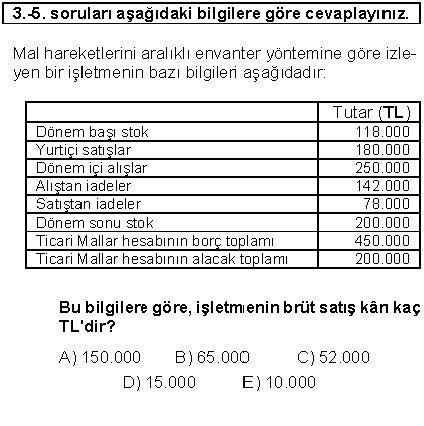 3.-5. soruları aşağıdaki bilgilere göre cevaplayınız.
Mal hareketlerini aralıklı envanter yöntemine göre izle-
yen bir işletmenin bazı bilgileri aşağıdadır:
Tutar (TL)
Dönem başı stok 118.000
Yurtiçi satışlar 180.000
Dönem içi alışlar 250.000
Alıştan iadeler 142.000
Satıştan iadeler 78.000
Dönem sonu stok 200.000
Ticari Mallar hesabının borç toplamı 450.000
Ticari Mallar hesabının alacak toplamı 200.000
Bu bilgilere göre, işletmenin brüt satış kârı kaç
TL'dir?
A) 150.000 B) 65.000 C) 52.000
D) 15.000 E) 10.000